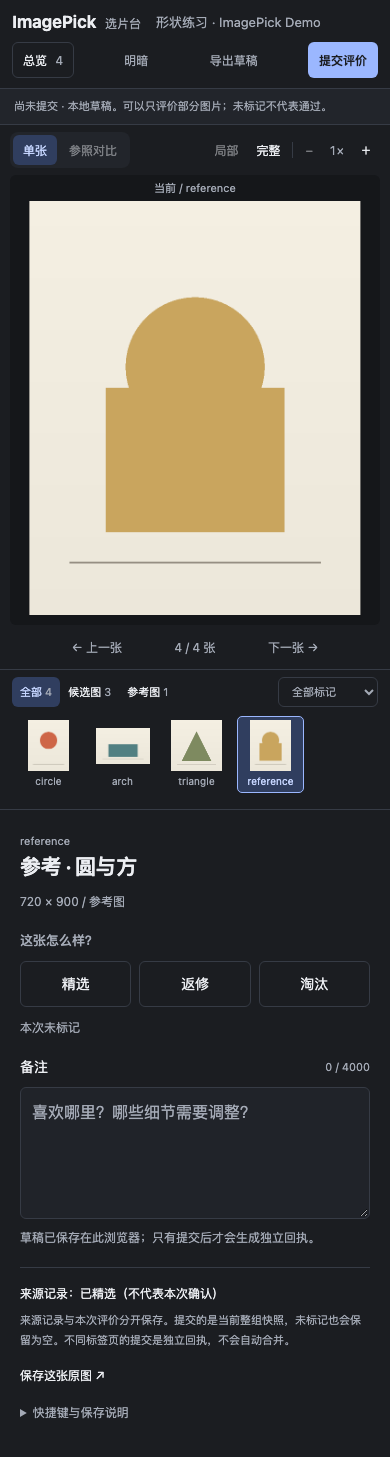 ImagePick 选片台 形状练习 · ImagePick Demo
总览 4 明暗 导出草稿 提交评价
尚未提交 · 本地草稿。可以只评价部分图片；未标记不代表通过。
单张 参照对比 局部 完整 − 1× +
当前 / reference
← 上一张 4 / 4 张 下一张 →
全部 4 候选图 3 参考图 1 全部标记
circle arch triangle reference
reference
参考 · 圆与方
720 × 900 / 参考图
这张怎么样?
精选 返修 淘汰
本次未标记
备注 0 / 4000
喜欢哪里？哪些细节需要调整?
草稿已保存在此浏览器；只有提交后才会生成独立回执。
来源记录：已精选（不代表本次确认）
来源记录与本次评价分开保存。提交的是当前整组快照，未标记也会保
留为空。不同标签页的提交是独立回执，不会自动合并。
保存这张原图 ↗
▶ 快捷键与保存说明